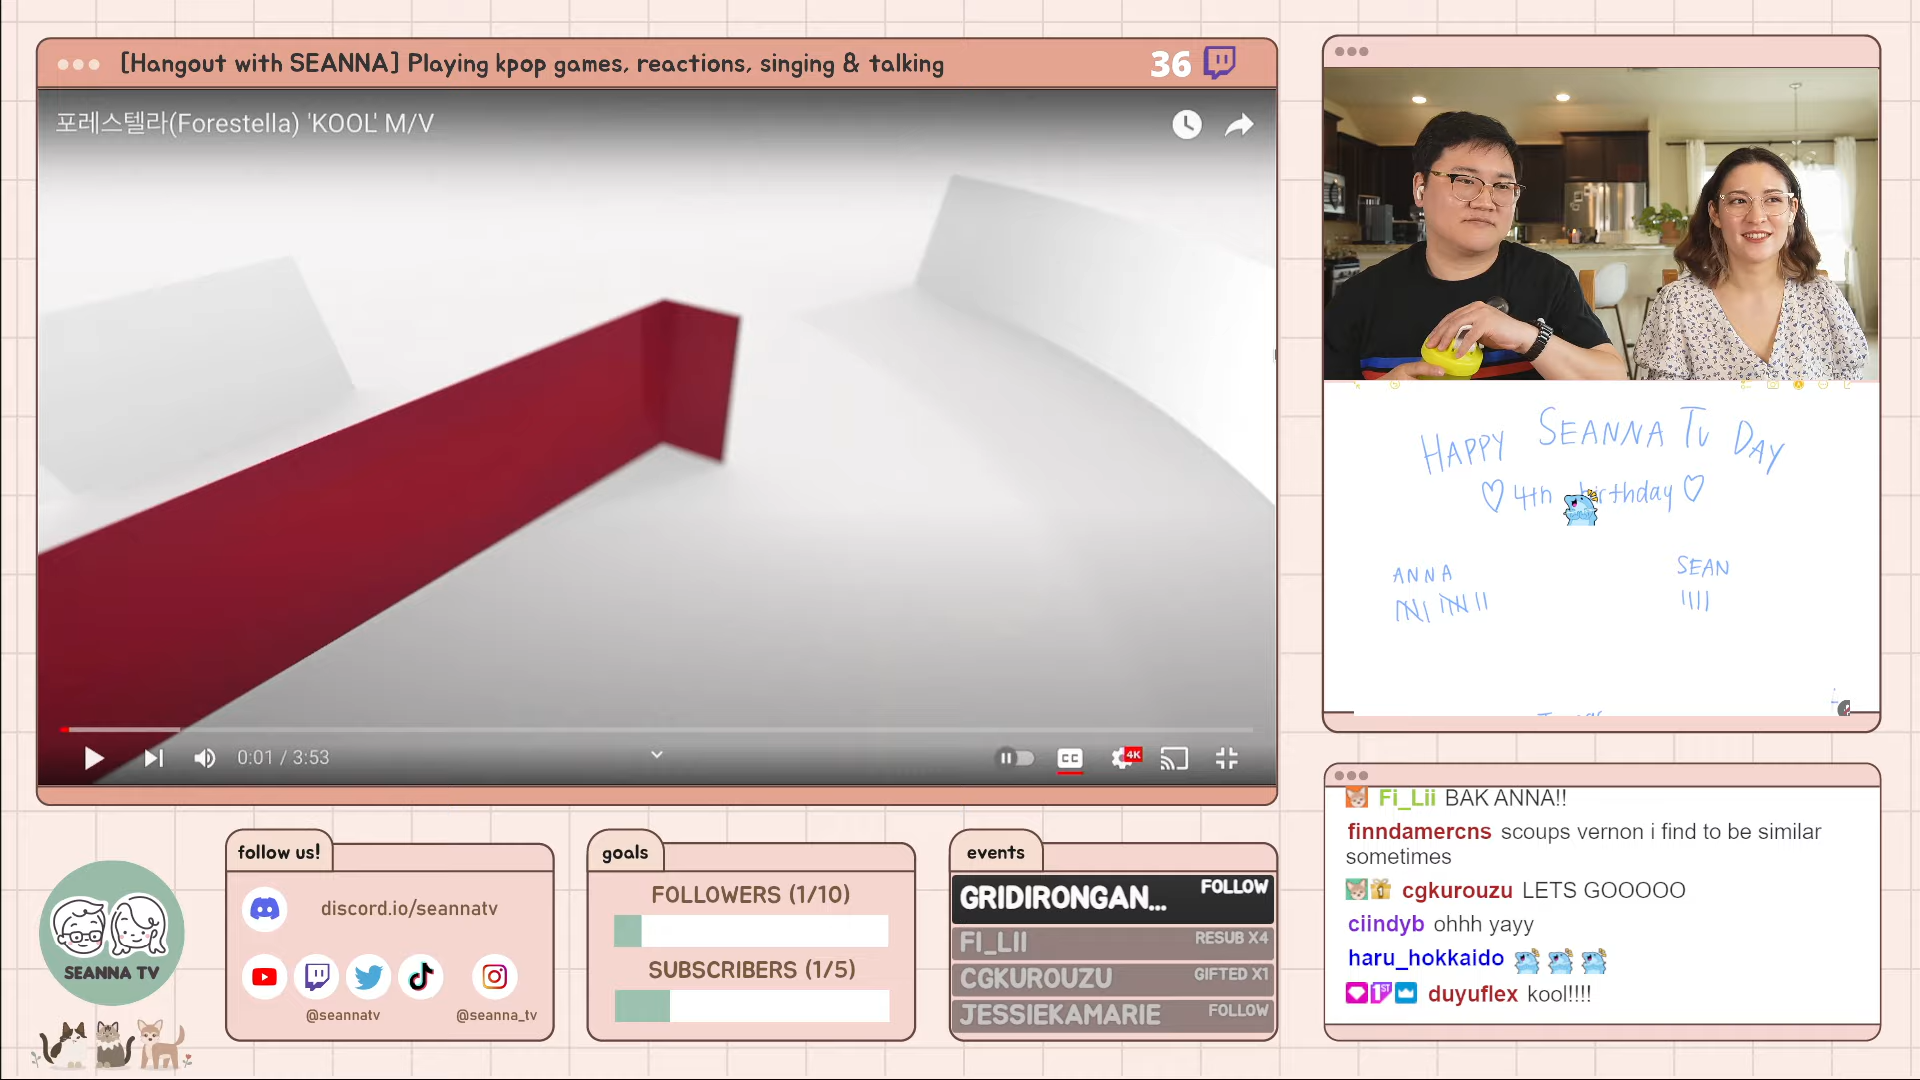 [Hangout with SEANNA] Playing kpop games, reactions, singing & talking
36
포레스텔라(Forestella) 'KOOL' M/V
0:01 / 3:53
CC
4K
HAPPY SEANNA TV DAY
♡ 4th birthday ♡
ANNA
SEAN
Fi_Lii BAK ANNA!!
finndamercns scoups vernon i find to be similar
sometimes
cgkurouzu LETS GOOOOO
ciindyb ohhh yayy
haru_hokkaido
1ST duyuflex kool!!!!
follow us!
discord.io/seannatv
@seannatv
@seanna_tv
goals
FOLLOWERS (1/10)
SUBSCRIBERS (1/5)
events
GRIDIRONGAN... FOLLOW
FI_LII RESUB X4
CGKUROUZU GIFTED X1
JESSIEKAMARIE FOLLOW
SEANNA TV